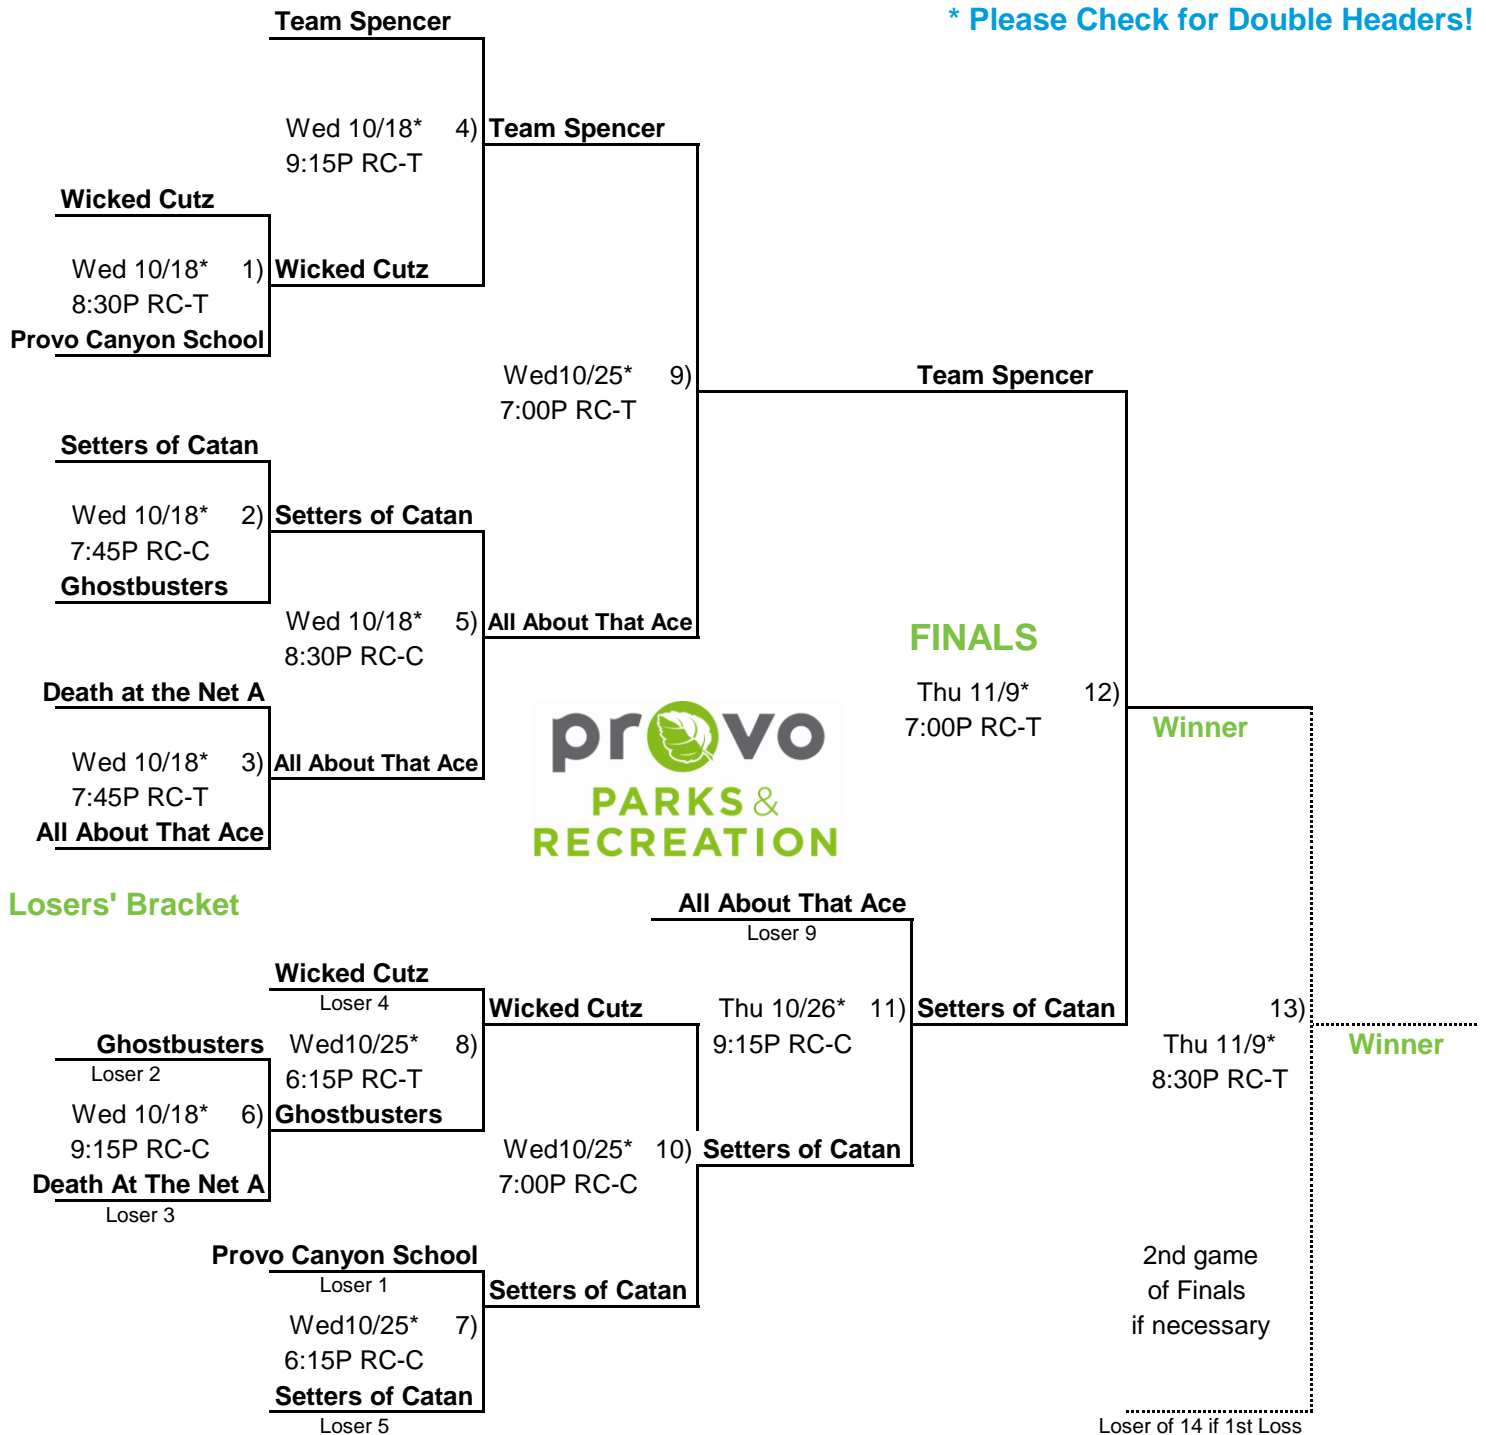 Team Spencer
* Please Check for Double Headers!
Wed 10/18* 4) Team Spencer
9:15P RC-T
Wicked Cutz
Wed 10/18* 1) Wicked Cutz
8:30P RC-T
Provo Canyon School
Wed10/25* 9) Team Spencer
7:00P RC-T
Setters of Catan
Wed 10/18* 2) Setters of Catan
7:45P RC-C
Ghostbusters
Wed 10/18* 5) All About That Ace
8:30P RC-C
FINALS
Death at the Net A
Thu 11/9* 12)
7:00P RC-T
Winner
Wed 10/18* 3) All About That Ace
7:45P RC-T
All About That Ace
provo
PARKS &
RECREATION
Losers' Bracket
All About That Ace
Loser 9
Wicked Cutz
Loser 4
Wicked Cutz
Thu 10/26* 11) Setters of Catan
9:15P RC-C
13)
Thu 11/9*
8:30P RC-T
Winner
Ghostbusters
Loser 2
Wed10/25* 8)
6:15P RC-T
Wed 10/18* 6) Ghostbusters
9:15P RC-C
Death At The Net A
Loser 3
Wed10/25* 10) Setters of Catan
7:00P RC-C
Provo Canyon School
Loser 1
Setters of Catan
Wed10/25* 7)
6:15P RC-C
Setters of Catan
Loser 5
2nd game
of Finals
if necessary
Loser of 14 if 1st Loss